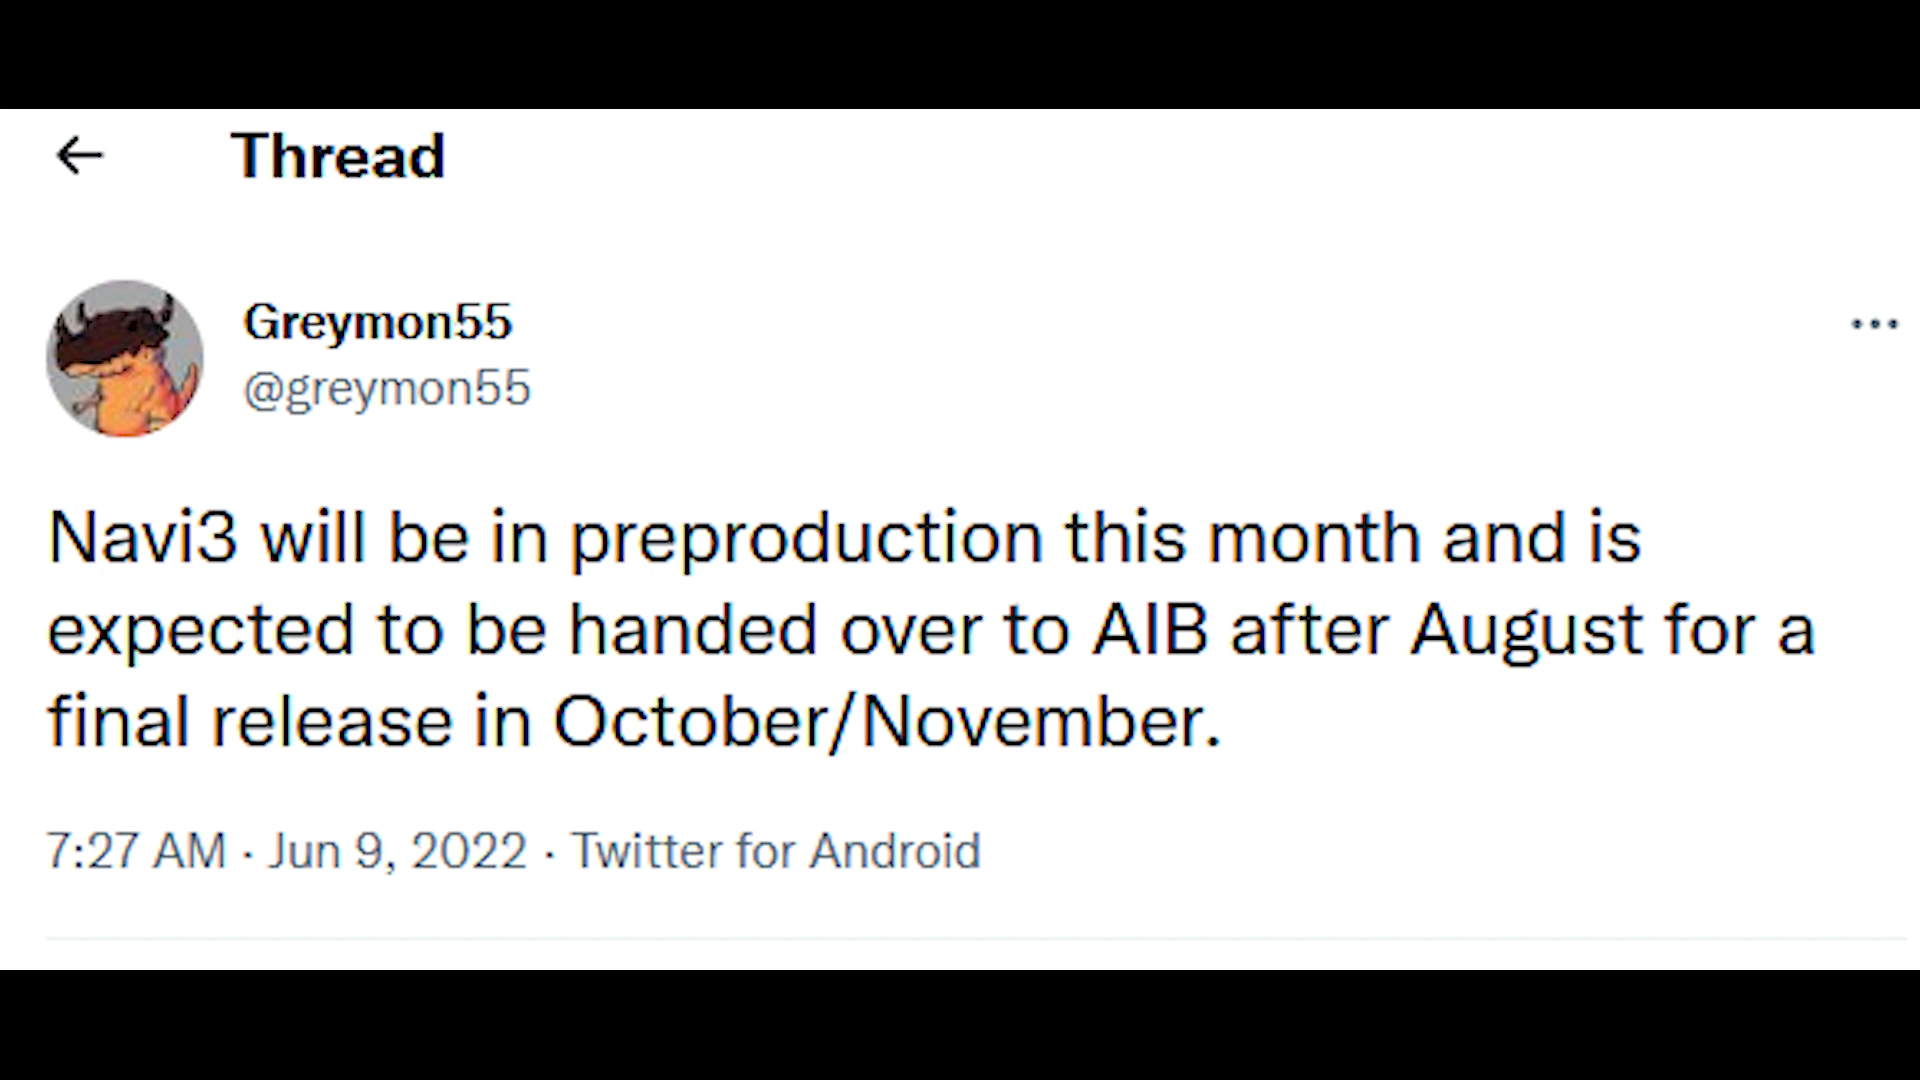 Thread
Greymon55
@greymon55
Navi3 will be in preproduction this month and is
expected to be handed over to AIB after August for a
final release in October/November.
7:27 AM · Jun 9, 2022 · Twitter for Android